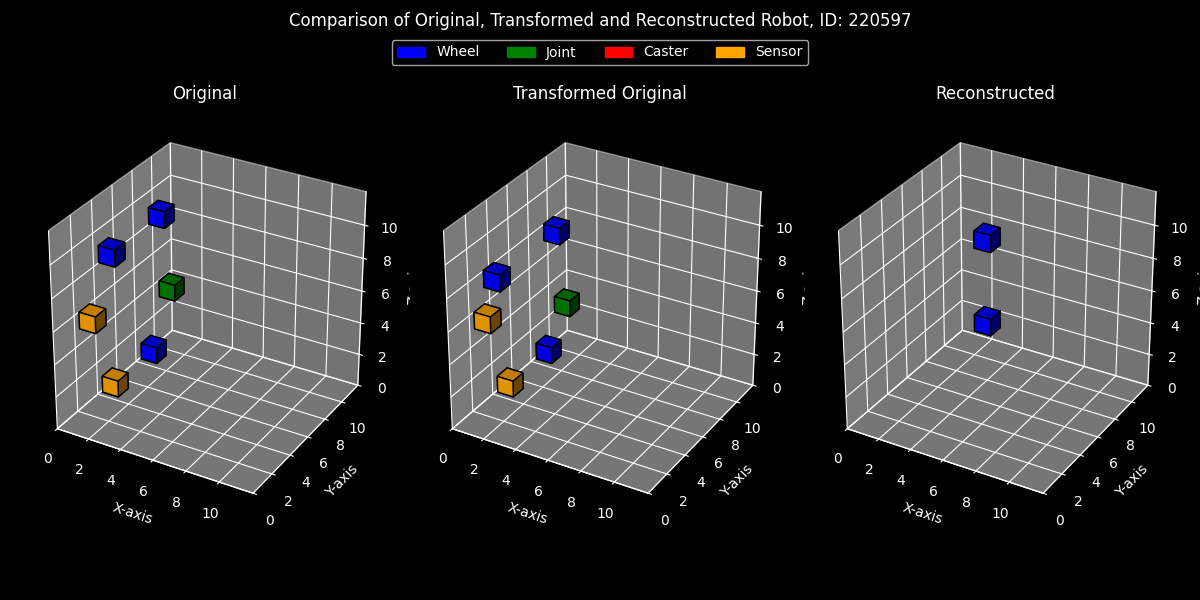 Comparison of Original, Transformed and Reconstructed Robot, ID: 220597
Wheel Joint Caster Sensor
Original Transformed Original Reconstructed
10 8 6 4 2 0
10 8 6 4 2 0
0 2 4 6 8 10
X-axis
Y-axis
10 8 6 4 2 0
10 8 6 4 2 0
0 2 4 6 8 10
X-axis
Y-axis
10 8 6 4 2 0
10 8 6 4 2 0
0 2 4 6 8 10
X-axis
Y-axis